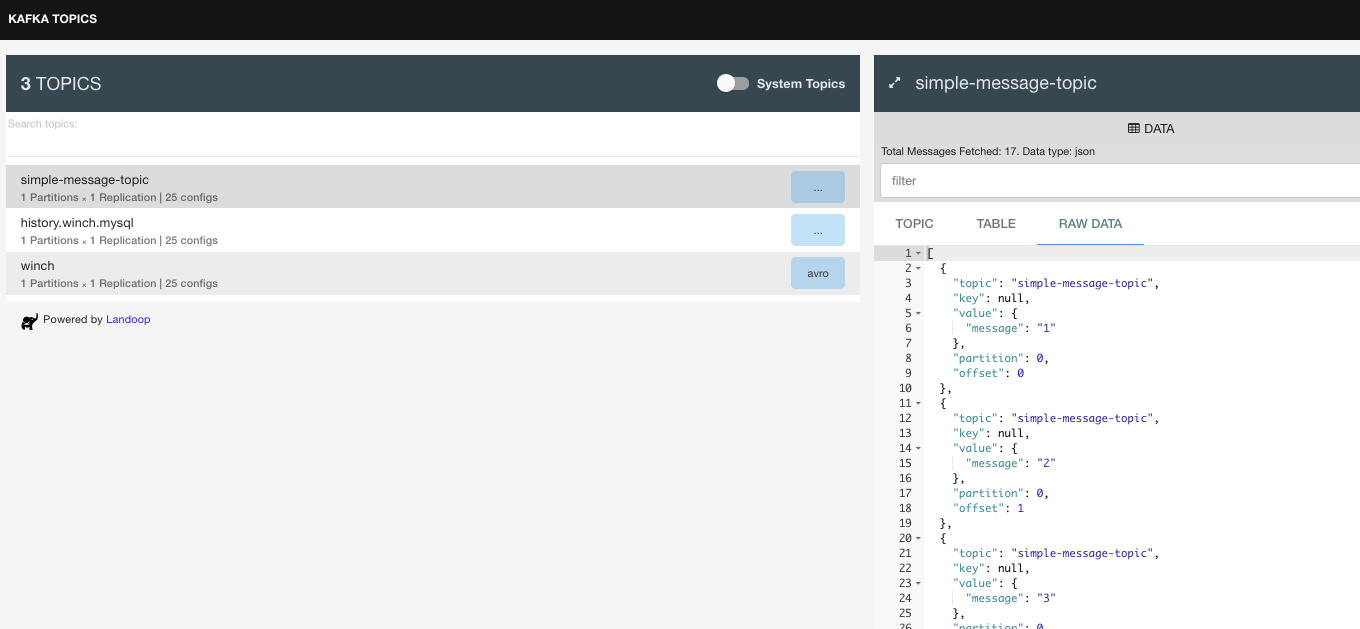 KAFKA TOPICS
3 TOPICS
System Topics
Search topics:
simple-message-topic
1 Partitions × 1 Replication | 25 configs
...
history.winch.mysql
1 Partitions × 1 Replication | 25 configs
...
winch
1 Partitions × 1 Replication | 25 configs
avro
Powered by Landoop
simple-message-topic
DATA
Total Messages Fetched: 17. Data type: json
filter
TOPIC TABLE RAW DATA
1 [
2 {
3 "topic": "simple-message-topic",
4 "key": null,
5 "value": {
6 "message": "1"
7 },
8 "partition": 0,
9 "offset": 0
10 },
11 {
12 "topic": "simple-message-topic",
13 "key": null,
14 "value": {
15 "message": "2"
16 },
17 "partition": 0,
18 "offset": 1
19 },
20 {
21 "topic": "simple-message-topic",
22 "key": null,
23 "value": {
24 "message": "3"
25 },
26 "partition": 0,